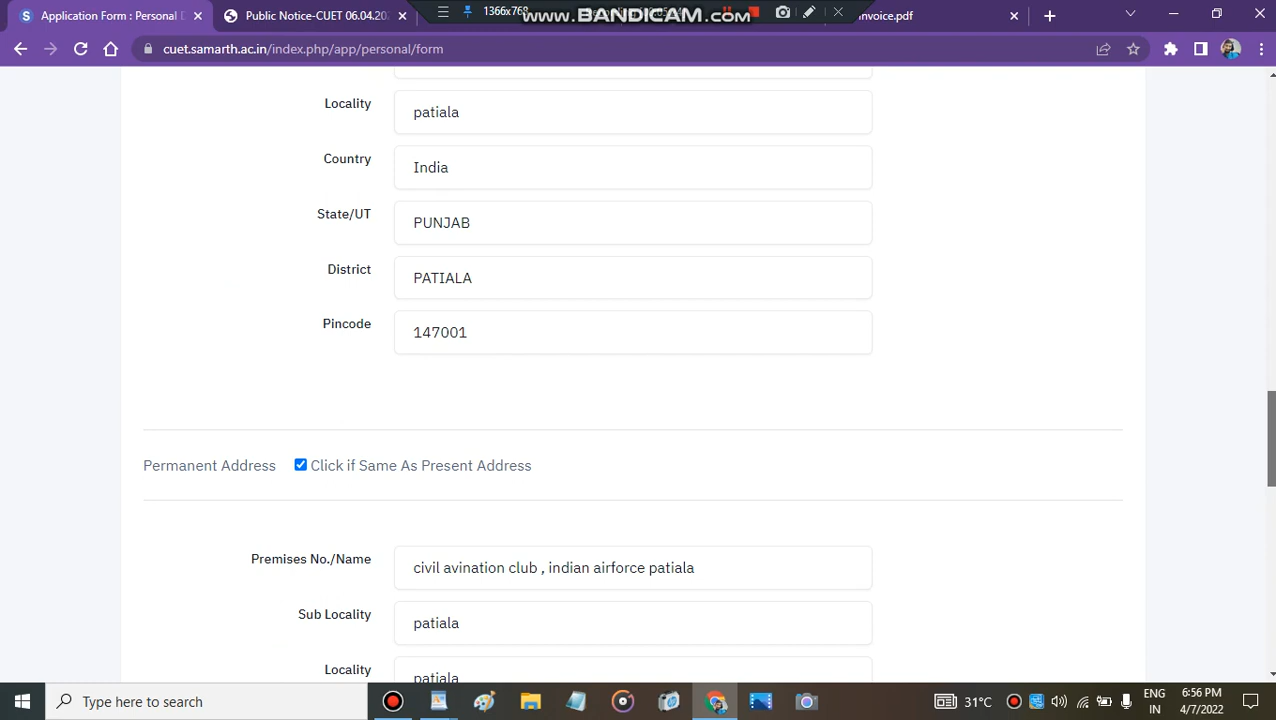 Application Form : Personal D
Public Notice-CUET 06.04.202
1366x768
www.BANDICAM.com
Invoice.pdf
cuet.samarth.ac.in/index.php/app/personal/form
Locality
patiala
Country
India
State/UT
PUNJAB
District
PATIALA
Pincode
147001
Permanent Address
Click if Same As Present Address
Premises No./Name
civil avination club , indian airforce patiala
Sub Locality
patiala
Locality
patiala
Type here to search
31°C
ENG
IN
6:56 PM
4/7/2022